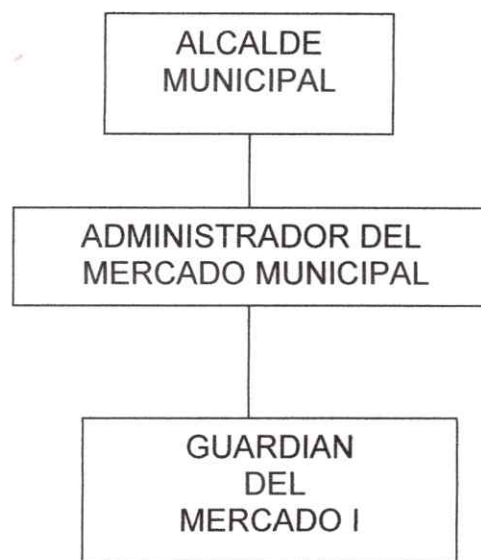 ALCALDE
MUNICIPAL
ADMINISTRADOR DEL
MERCADO MUNICIPAL
GUARDIAN
DEL
MERCADO I